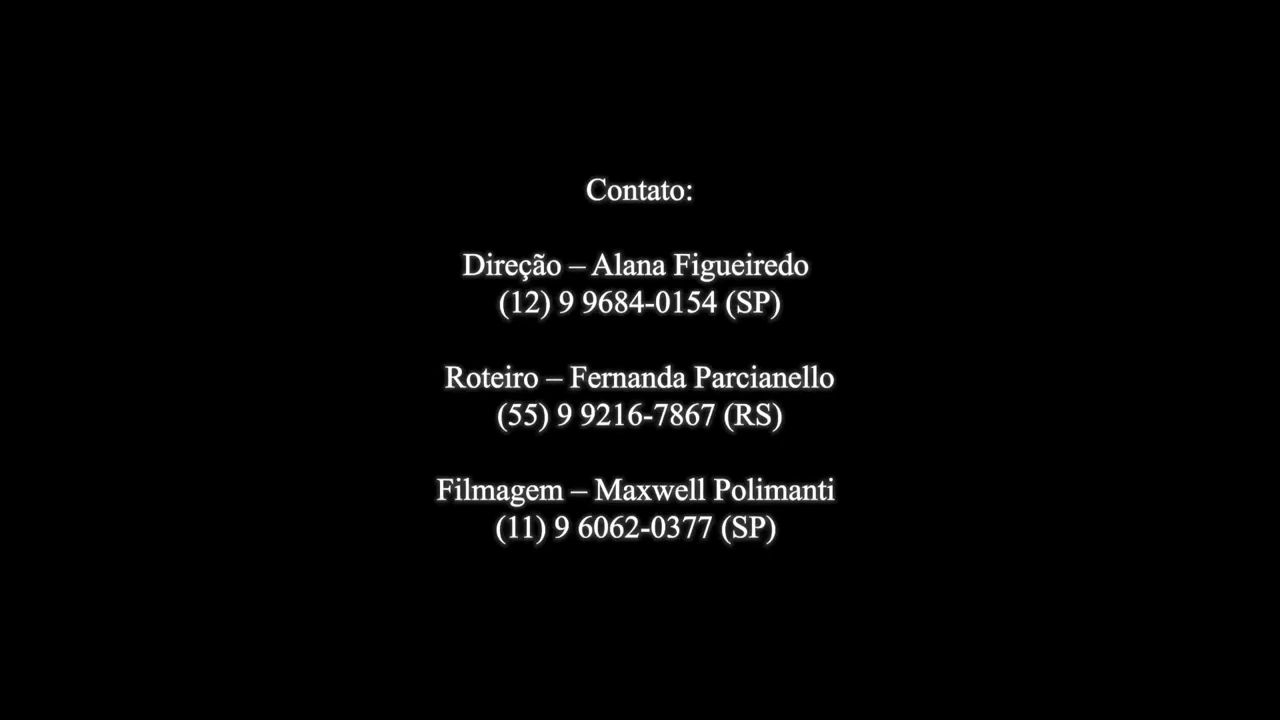 Contato:
Direção – Alana Figueiredo
(12) 9 9684-0154 (SP)
Roteiro – Fernanda Parcianello
(55) 9 9216-7867 (RS)
Filmagem – Maxwell Polimanti
(11) 9 6062-0377 (SP)